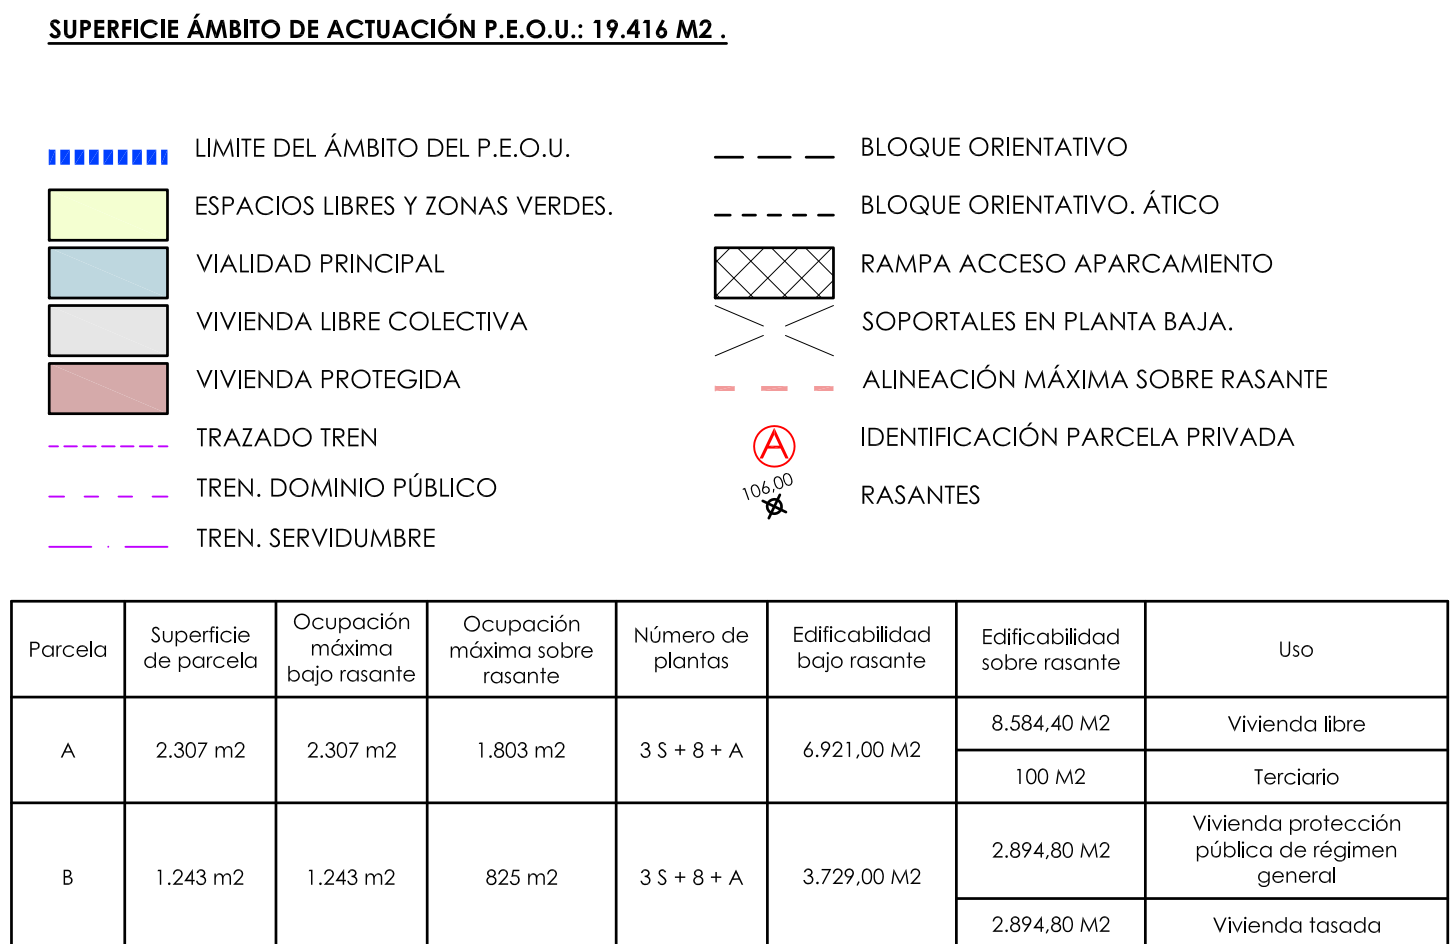 SUPERFICIE ÁMBITO DE ACTUACIÓN P.E.O.U.: 19.416 M2 .
LIMITE DEL ÁMBITO DEL P.E.O.U.
ESPACIOS LIBRES Y ZONAS VERDES.
VIALIDAD PRINCIPAL
VIVIENDA LIBRE COLECTIVA
VIVIENDA PROTEGIDA
TRAZADO TREN
TREN. DOMINIO PÚBLICO
TREN. SERVIDUMBRE
BLOQUE ORIENTATIVO
BLOQUE ORIENTATIVO. ÁTICO
RAMPA ACCESO APARCAMIENTO
SOPORTALES EN PLANTA BAJA.
ALINEACIÓN MÁXIMA SOBRE RASANTE
A IDENTIFICACIÓN PARCELA PRIVADA
106,00 RASANTES
Parcela
Superficie
de parcela
Ocupación
máxima
bajo rasante
Ocupación
máxima sobre
rasante
Número de
plantas
Edificabilidad
bajo rasante
Edificabilidad
sobre rasante
Uso
A
2.307 m2
2.307 m2
1.803 m2
3 S + 8 + A
6.921,00 M2
8.584,40 M2
Vivienda libre
100 M2
Terciario
B
1.243 m2
1.243 m2
825 m2
3 S + 8 + A
3.729,00 M2
2.894,80 M2
Vivienda protección
pública de régimen
general
2.894,80 M2
Vivienda tasada